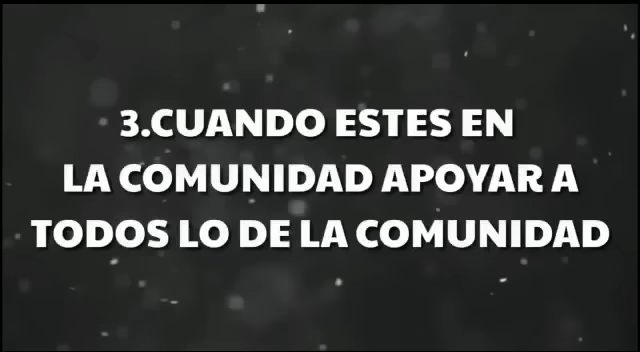 3.CUANDO ESTES EN
LA COMUNIDAD APOYAR A
TODOS LO DE LA COMUNIDAD